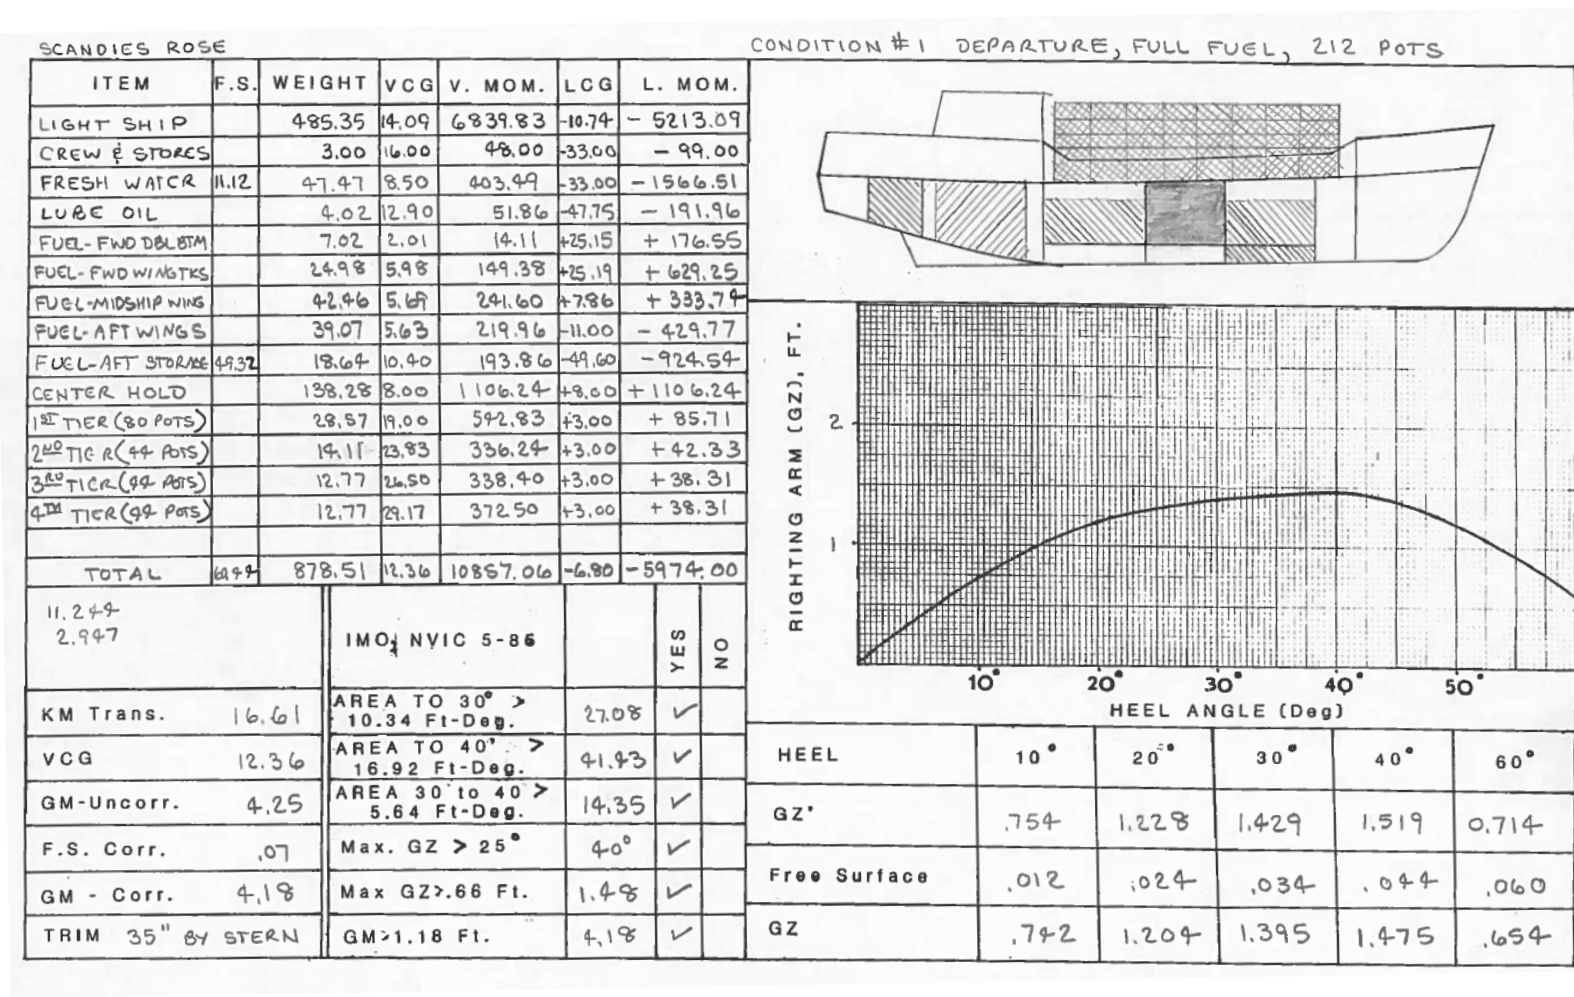 SCANDIES ROSE
CONDITION #1 DEPARTURE, FULL FUEL, 212 POTS
ITEM F.S. WEIGHT VCG V. MOM. LCG L. MOM.
LIGHT SHIP 485.35 14.09 6839.83 -10.74 - 5213.09
CREW & STORES 3.00 16.00 48.00 -33.00 - 99.00
FRESH WATER 11.12 47.47 8.50 403.49 -33.00 - 1566.51
LUBE OIL 4.02 12.90 51.86 -47.75 - 191.96
FUEL-FWD DBL BTM 7.02 2.01 14.11 +25.15 + 176.55
FUEL-FWD WING TKS 24.98 5.98 149.38 +25.19 + 629.25
FUEL-MIDSHIP WING 42.46 5.69 241.60 +7.86 + 333.74
FUEL-AFT WINGS 39.07 5.63 219.96 -11.00 - 429.77
FUEL-AFT STORAGE 49.32 18.64 10.40 193.86 -49.60 - 924.54
CENTER HOLD 138.28 8.00 1106.24 +8.00 + 1106.24
1ST TIER (80 POTS) 28.57 19.00 542.83 +3.00 + 85.71
2ND TIER (44 POTS) 14.11 23.83 336.24 +3.00 + 42.33
3RD TIER (44 POTS) 12.77 26.50 338.40 +3.00 + 38.31
4TH TIER (44 POTS) 12.77 29.17 372.50 +3.00 + 38.31
TOTAL 60.44 878.51 12.36 10857.06 -6.80 - 5974.00
11.244
2.947
IMO, NVIC 5-86 YES NO
KM Trans. 16.61
VCG 12.36
GM-Uncorr. 4.25
F.S. Corr. .07
GM - Corr. 4.18
TRIM 35" BY STERN
AREA TO 30° >
10.34 Ft-Deg. 27.08 ✓
AREA TO 40° >
16.92 Ft-Deg. 41.43 ✓
AREA 30 to 40 >
5.64 Ft-Deg. 14.35 ✓
Max. GZ > 25° 40° ✓
Max GZ>.66 Ft. 1.48 ✓
GM>1.18 Ft. 4.18 ✓
RIGHTING ARM (GZ), FT.
2
1
10° 20° 30° 40° 50°
HEEL ANGLE (Deg)
HEEL 10° 20° 30° 40° 60°
GZ' .754 1.228 1.429 1.519 0.714
Free Surface .012 .024 .034 .044 .060
GZ .742 1.204 1.395 1.475 .654